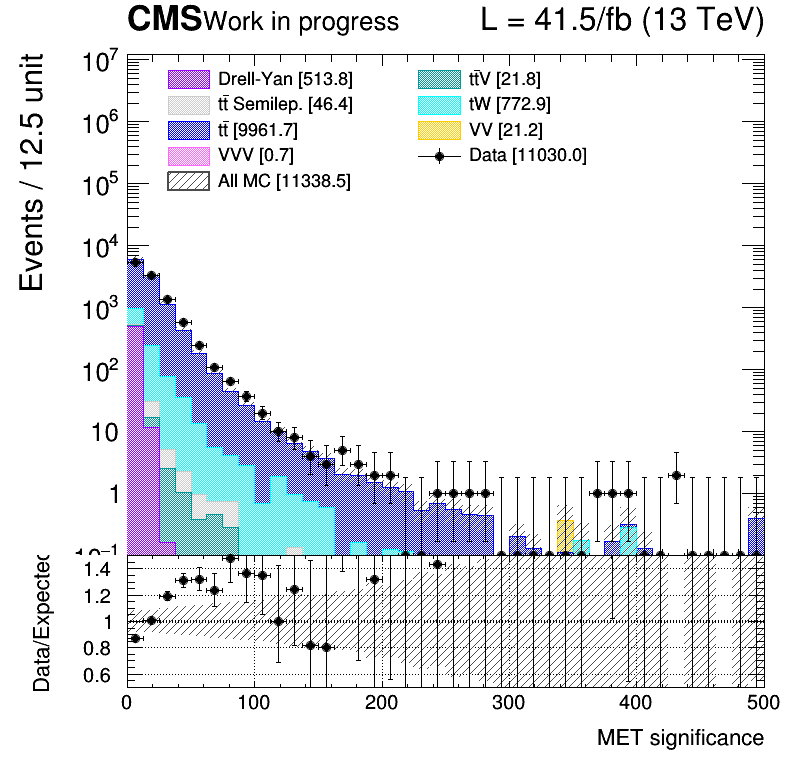 CMS Work in progress L = 41.5/fb (13 TeV)
Events / 12.5 unit
10⁷
10⁶
10⁵
10⁴
10³
10²
10
1
10⁻¹
Drell-Yan [513.8]
tt̄ Semilep. [46.4]
tt̄ [9961.7]
VVV [0.7]
All MC [11338.5]
tt̄V [21.8]
tW [772.9]
VV [21.2]
Data [11030.0]
Data/Expected
1.4
1.2
1
0.8
0.6
0 100 200 300 400 500
MET significance